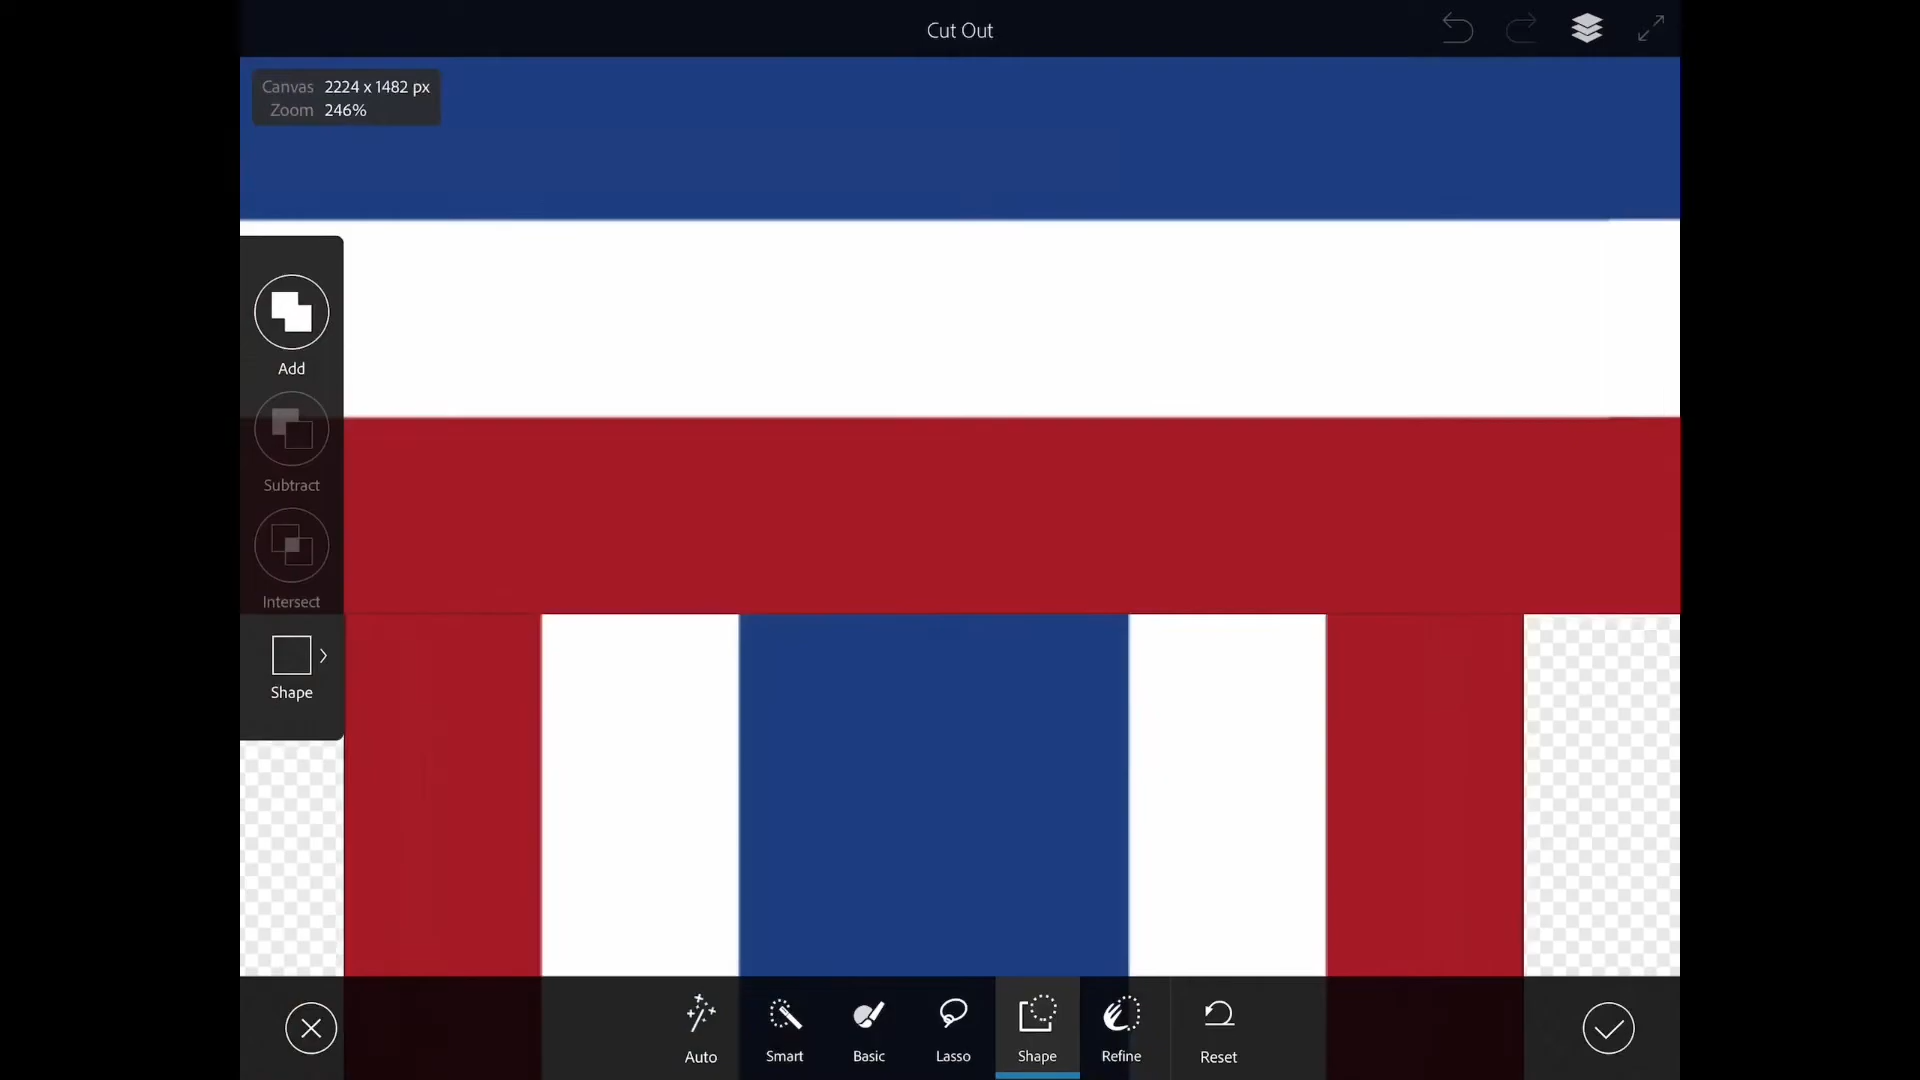 Cut Out
Canvas 2224 x 1482 px
Zoom 246%
Add
Subtract
Intersect
Shape
Auto
Smart
Basic
Lasso
Shape
Refine
Reset